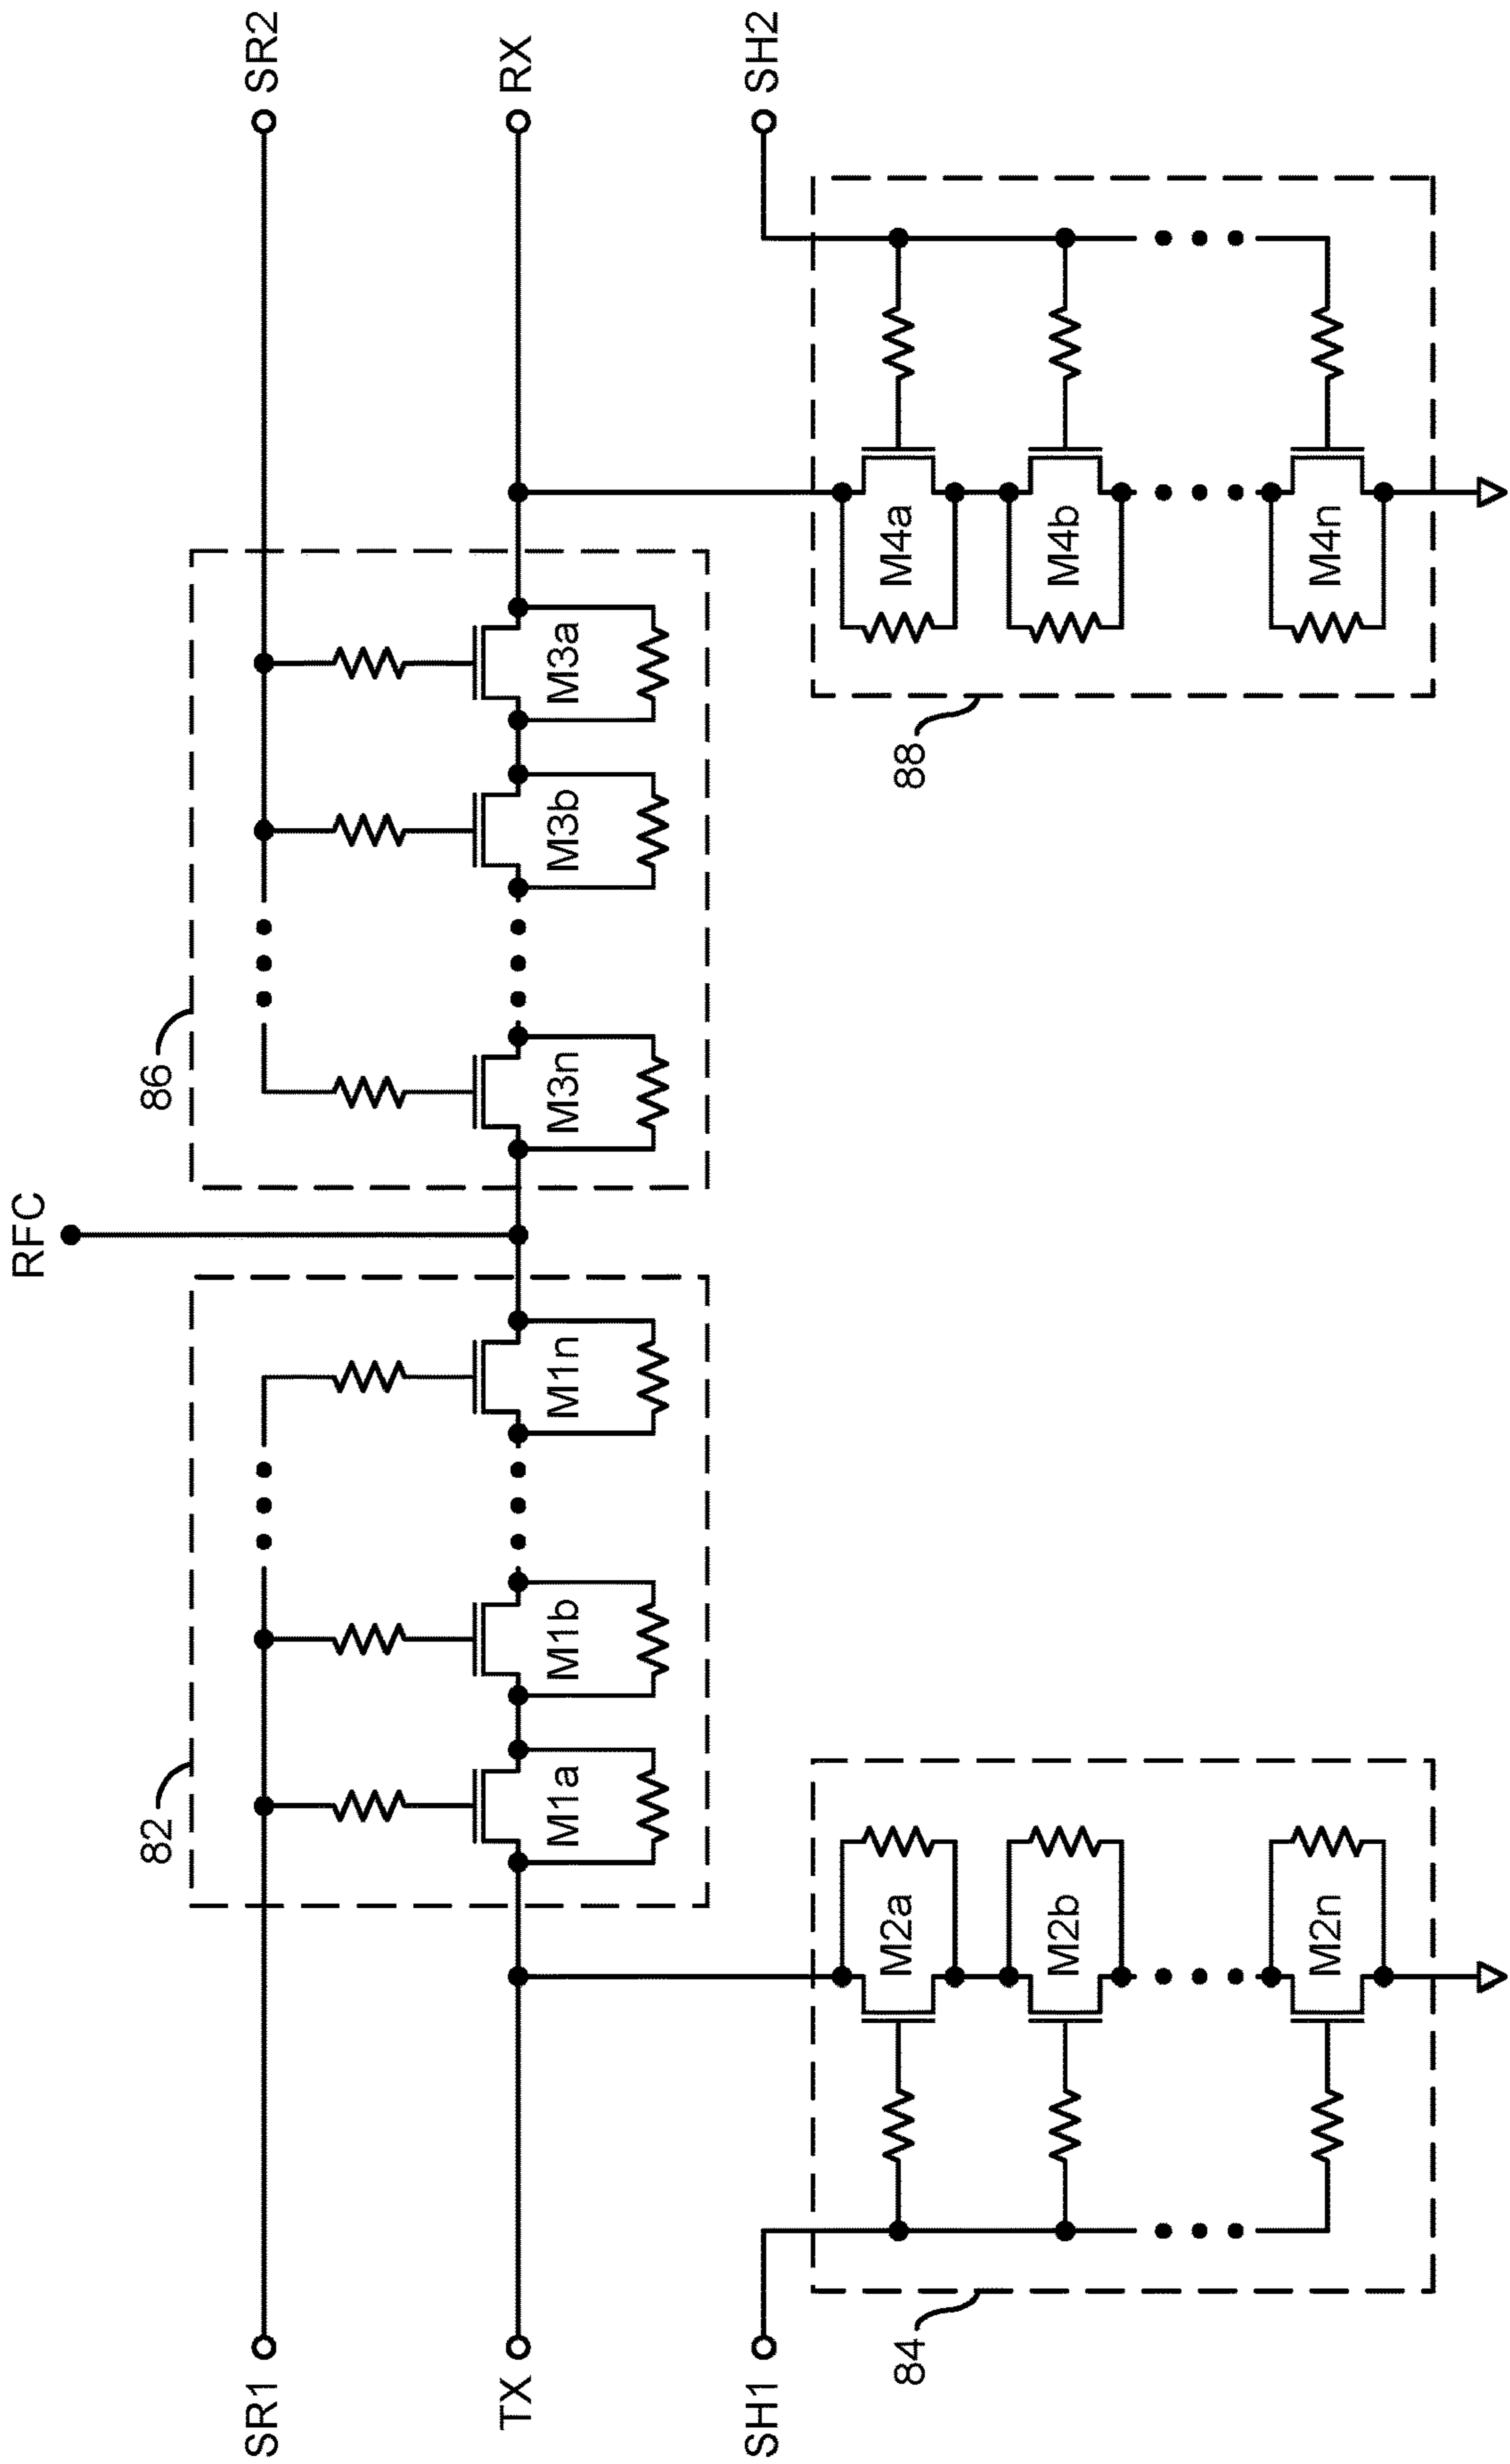 RFC
82
86
SR1
SR2
M1a
M1b
M1n
M3n
M3b
M3a
TX
RX
SH1
SH2
84
88
M2a
M4a
M2b
M4b
M2n
M4n